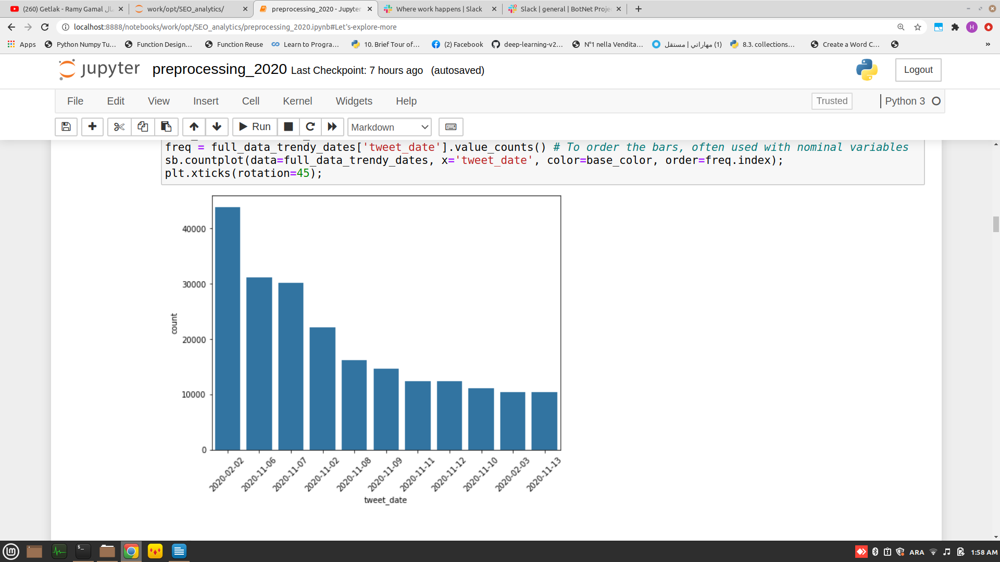 (260) Getlak - Ramy Gamal
work/opt/SEO_analytics/
preprocessing_2020 - Jupyter
Where work happens | Slack
Slack | general | BotNet Proje
localhost:8888/notebooks/work/opt/SEO_analytics/preprocessing_2020.ipynb#Let's-explore-more
H
Apps
Python Numpy Tu...
Function Design...
Function Reuse
Learn to Progra...
10. Brief Tour of...
(2) Facebook
deep-learning-v2...
N°1 nella Vendita...
(1) مهاراتي | مستقل
8.3. collections...
Create a Word C...
»
jupyter
preprocessing_2020 Last Checkpoint: 7 hours ago (autosaved)
Logout
File Edit View Insert Cell Kernel Widgets Help
Trusted
Python 3
Run
Markdown
freq = full_data_trendy_dates['tweet_date'].value_counts() # To order the bars, often used with nominal variables
sb.countplot(data=full_data_trendy_dates, x='tweet_date', color=base_color, order=freq.index);
plt.xticks(rotation=45);
40000
30000
20000
10000
0
count
2020-02-02
2020-11-06
2020-11-07
2020-11-02
2020-11-08
2020-11-09
2020-11-11
2020-11-12
2020-11-10
2020-02-03
2020-11-13
tweet_date
ARA
1:58 AM